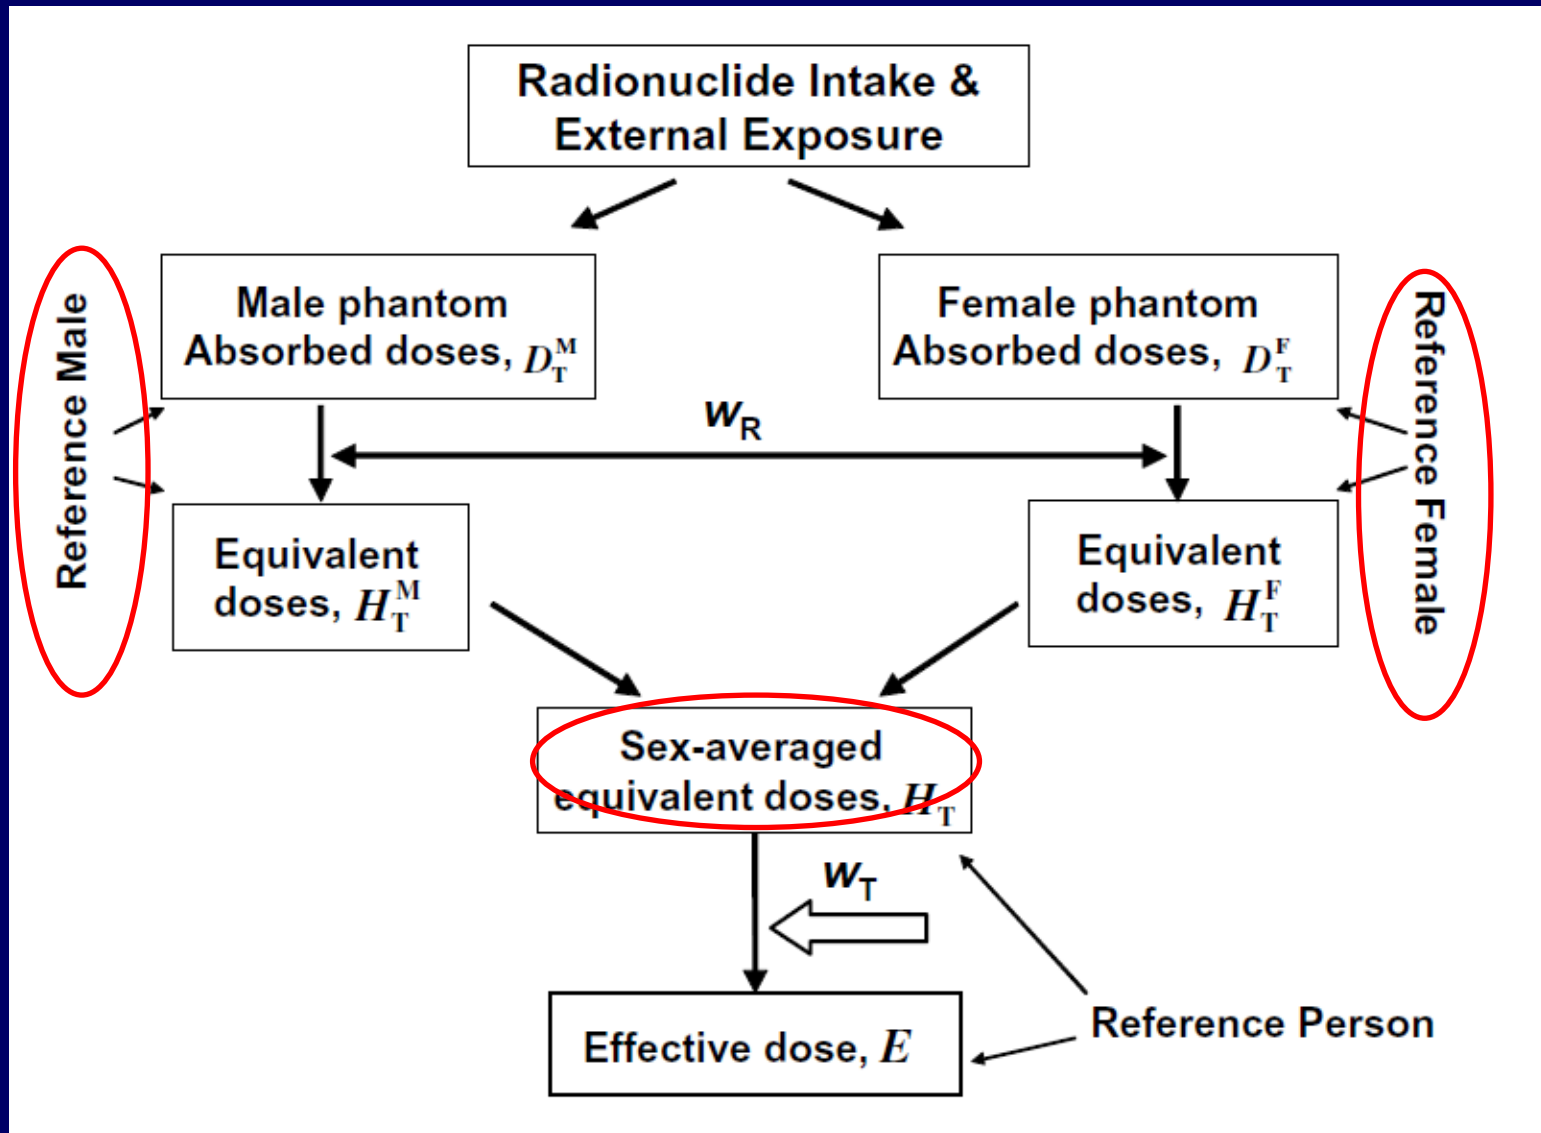 Radionuclide Intake &
External Exposure
Reference Male
Male phantom
Absorbed doses, D_T^M
Female phantom
Absorbed doses, D_T^F
Reference Female
w_R
Equivalent
doses, H_T^M
Equivalent
doses, H_T^F
Sex-averaged
equivalent doses, H_T
w_T
Effective dose, E
Reference Person